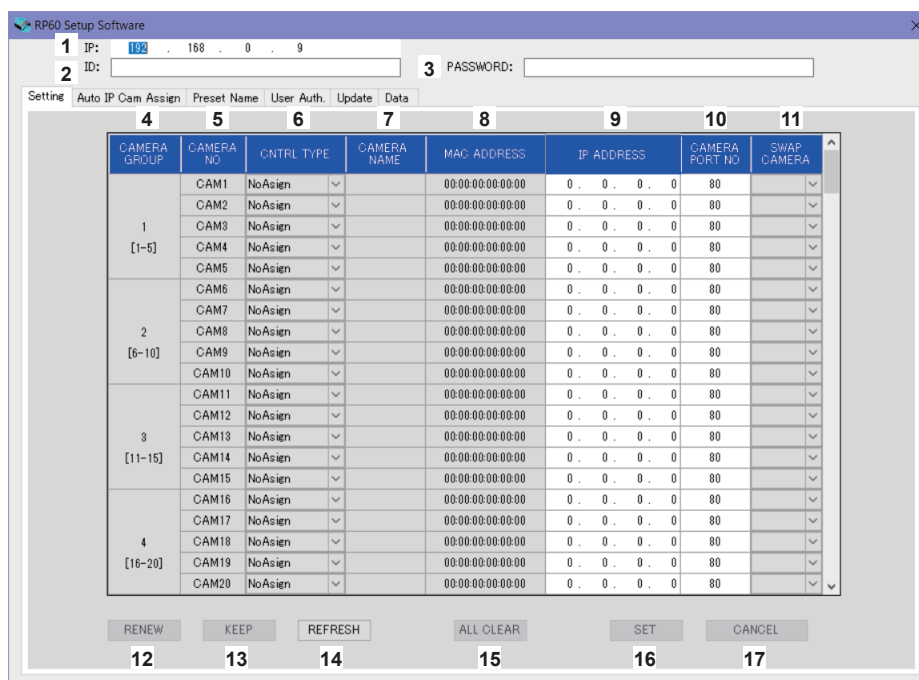 RP60 Setup Software
1 IP: 192 . 168 . 0 . 9
2 ID: 3 PASSWORD:
Setting Auto IP Cam Assign Preset Name User Auth. Update Data
4 5 6 7 8 9 10 11
CAMERA GROUP CAMERA NO CNTRL TYPE CAMERA NAME MAC ADDRESS IP ADDRESS CAMERA PORT NO SWAP CAMERA
CAM1 NoAsign 00:00:00:00:00:00 0 . 0 . 0 . 0 80
CAM2 NoAsign 00:00:00:00:00:00 0 . 0 . 0 . 0 80
1 CAM3 NoAsign 00:00:00:00:00:00 0 . 0 . 0 . 0 80
[1-5] CAM4 NoAsign 00:00:00:00:00:00 0 . 0 . 0 . 0 80
CAM5 NoAsign 00:00:00:00:00:00 0 . 0 . 0 . 0 80
CAM6 NoAsign 00:00:00:00:00:00 0 . 0 . 0 . 0 80
CAM7 NoAsign 00:00:00:00:00:00 0 . 0 . 0 . 0 80
2 CAM8 NoAsign 00:00:00:00:00:00 0 . 0 . 0 . 0 80
[6-10] CAM9 NoAsign 00:00:00:00:00:00 0 . 0 . 0 . 0 80
CAM10 NoAsign 00:00:00:00:00:00 0 . 0 . 0 . 0 80
CAM11 NoAsign 00:00:00:00:00:00 0 . 0 . 0 . 0 80
CAM12 NoAsign 00:00:00:00:00:00 0 . 0 . 0 . 0 80
3 CAM13 NoAsign 00:00:00:00:00:00 0 . 0 . 0 . 0 80
[11-15] CAM14 NoAsign 00:00:00:00:00:00 0 . 0 . 0 . 0 80
CAM15 NoAsign 00:00:00:00:00:00 0 . 0 . 0 . 0 80
CAM16 NoAsign 00:00:00:00:00:00 0 . 0 . 0 . 0 80
CAM17 NoAsign 00:00:00:00:00:00 0 . 0 . 0 . 0 80
4 CAM18 NoAsign 00:00:00:00:00:00 0 . 0 . 0 . 0 80
[16-20] CAM19 NoAsign 00:00:00:00:00:00 0 . 0 . 0 . 0 80
CAM20 NoAsign 00:00:00:00:00:00 0 . 0 . 0 . 0 80
RENEW KEEP REFRESH ALL CLEAR SET CANCEL
12 13 14 15 16 17